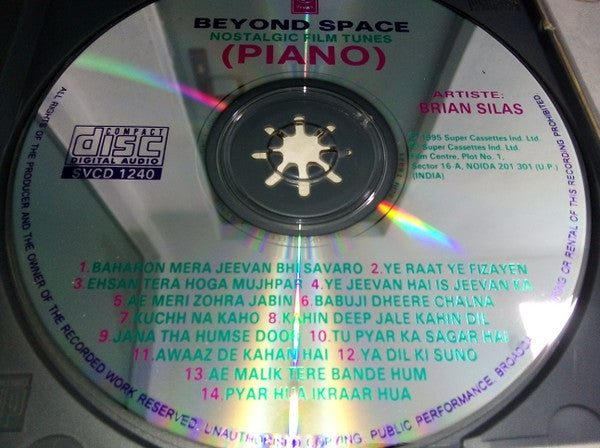 BEYOND SPACE
NOSTALGIC FILM TUNES
(PIANO)
ARTISTE:
BRIAN SILAS
COMPACT
disc
DIGITAL AUDIO
SVCD 1240
℗ 1995 Super Cassettes Ind. Ltd.
© Super Cassettes Ind. Ltd.
Film Centre, Plot No. 1,
Sector 16-A, NOIDA 201 301 (U.P.)
(INDIA)
1.BAHARON MERA JEEVAN BHI SAVARO 2.YE RAAT YE FIZAYEN
3.EHSAN TERA HOGA MUJHPAR 4.YE JEEVAN HAI IS JEEVAN KA
5.AE MERI ZOHRA JABIN 6.BABUJI DHEERE CHALNA
7.KUCHH NA KAHO 8.KAHIN DEEP JALE KAHIN DIL
9.JANA THA HUMSE DOOR 10.TU PYAR KA SAGAR HAI
11.AWAAZ DE KAHAN HAI 12.YA DIL KI SUNO
13.AE MALIK TERE BANDE HUM
14.PYAR HUA IKRAAR HUA
ALL RIGHTS OF THE PRODUCER AND THE OWNER OF THE RECORDED WORK RESERVED. UNAUTHORISED COPYING, PUBLIC PERFORMANCE, BROADCASTING OR RENTAL OF THIS RECORDING PROHIBITED